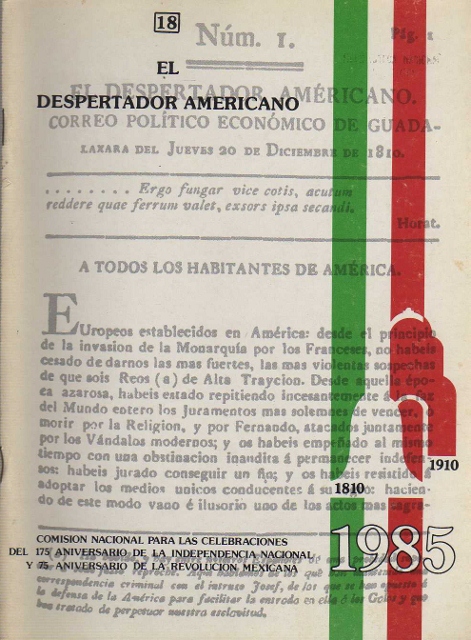 18
Núm. 1.
Pág. 1
EL
DESPERTADOR AMERICANO
EL DESPERTADOR AMÉRICANO.
CORREO POLÍTICO ECONÓMICO DE GUADA-
LAXARA DEL JUEVES 20 DE DICIEMBRE DE 1810.
........ Ergo fungar vice cotis, acutum
reddere quae ferrum valet, exsors ipsa secandi.
Horat.
A TODOS LOS HABITANTES DE AMÉRICA.
EUropeos establecidos en América: desde el principio
de la invasion de la Monarquía por los Franceses, no habeis
cesado de darnos las mas fuertes, las mas violentas sospechas
de que sois Reos (a) de Alta Traycion. Desde aquella épo-
ca azarosa, habeis estado repitiendo incesantemente á la faz
del Mundo entero los Juramentos mas solemnes de vencer, o
morir por la Religion, y por Fernando, atacados juntamente
por los Vándalos modernos; y os habeis empeñado al mismo
tiempo con una obstinacion inaudita á permanecer indefen-
sos: habeis jurado conseguir un fin; y os habeis resistido á
adoptar los medios unicos conducentes á su logro: hacien-
do de este modo vano é ilusorio uno de los actos mas sagra-
1910
1810
1985
COMISION NACIONAL PARA LAS CELEBRACIONES
DEL 175 ANIVERSARIO DE LA INDEPENDENCIA NACIONAL
Y 75 ANIVERSARIO DE LA REVOLUCION MEXICANA
correspondencia criminal con el intruso Josef, de los que se han opuesto á
la defensa de la América para facilitar la entrada en ella á los Galos y que
han tratado de perpetuar nuestra esclavitud.